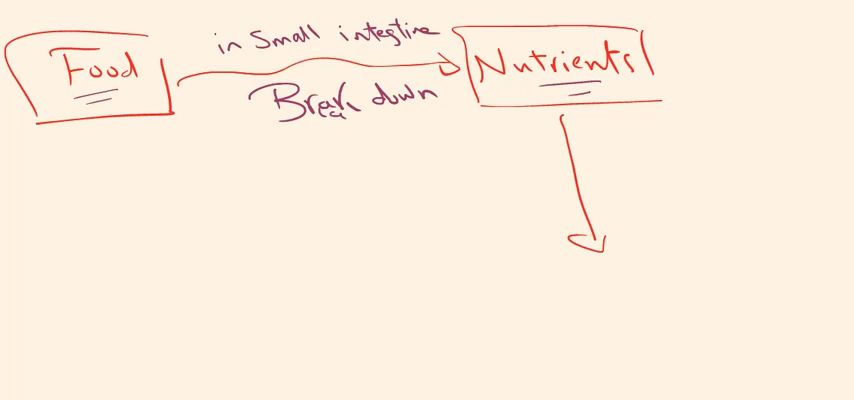 in Small intestine
Food
Nutrients
Break down